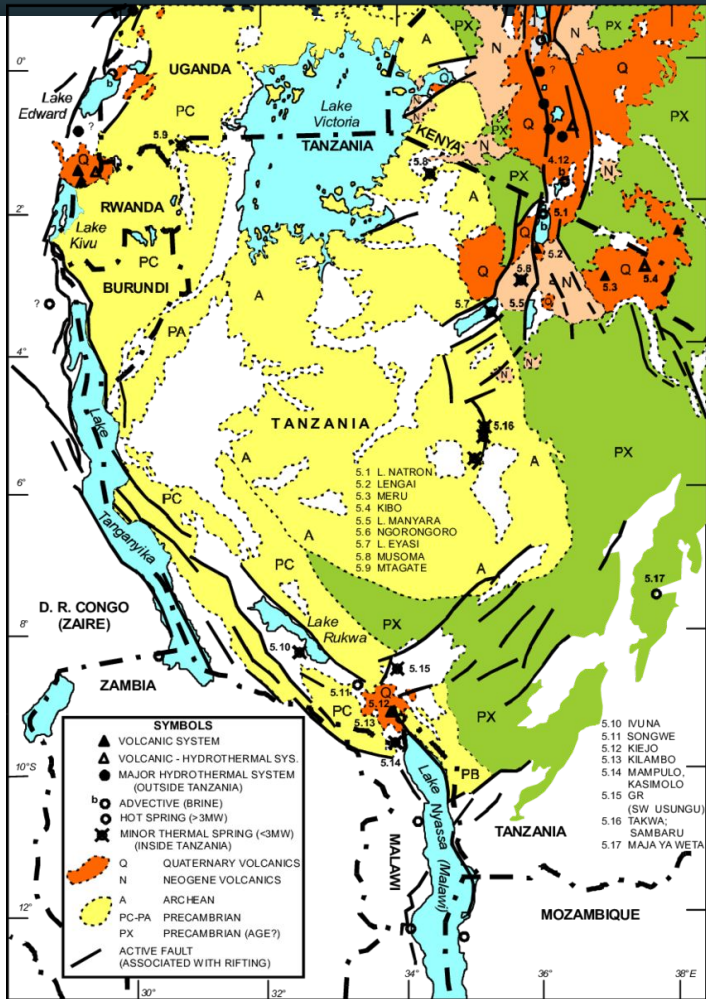 PX
A
N
0°
UGANDA
Q
N
Lake
Edward
b
PC
Lake
Victoria
Q
N
Q
PX
?
?
PX
KENYA
5.9
TANZANIA
4.12
N
Q
5.8
PX
b
RWANDA
A
5.1
2°
b
Lake
Kivu
Q
5.2
PC
Q
5.6
Q
Q
5.3
5.4
BURUNDI
A
N
?
5.7
5.5
Q
PA
4°
N
N
Lake
TANZANIA
5.16
PX
A
A
5.1 L. NATRON
5.2 LENGAI
5.3 MERU
5.4 KIBO
5.5 L. MANYARA
5.6 NGORONGORO
5.7 L. EYASI
5.8 MUSOMA
5.9 MTAGATE
6°
PC
Tanganyika
A
PC
A
5.17
D. R. CONGO
(ZAIRE)
Lake
Rukwa
PX
8°
5.10
5.15
ZAMBIA
5.11
Q
5.12
PC
5.13
PX
5.14
PB
10°S
5.10 IVUNA
5.11 SONGWE
5.12 KIEJO
5.13 KILAMBO
5.14 MAMPULO,
KASIMOLO
5.15 GR
(SW USUNGU)
5.16 TAKWA;
SAMBARU
5.17 MAJA YA WETA
TANZANIA
Lake
Nyassa (Malawi)
MALAWI
MOZAMBIQUE
12°
SYMBOLS
VOLCANIC SYSTEM
VOLCANIC - HYDROTHERMAL SYS.
MAJOR HYDROTHERMAL SYSTEM
(OUTSIDE TANZANIA)
b ADVECTIVE (BRINE)
HOT SPRING (>3MW)
MINOR THERMAL SPRING (<3MW)
(INSIDE TANZANIA)
Q QUATERNARY VOLCANICS
N NEOGENE VOLCANICS
A ARCHEAN
PC-PA PRECAMBRIAN
PX PRECAMBRIAN (AGE?)
ACTIVE FAULT
(ASSOCIATED WITH RIFTING)
30°
32°
34°
36°
38°E